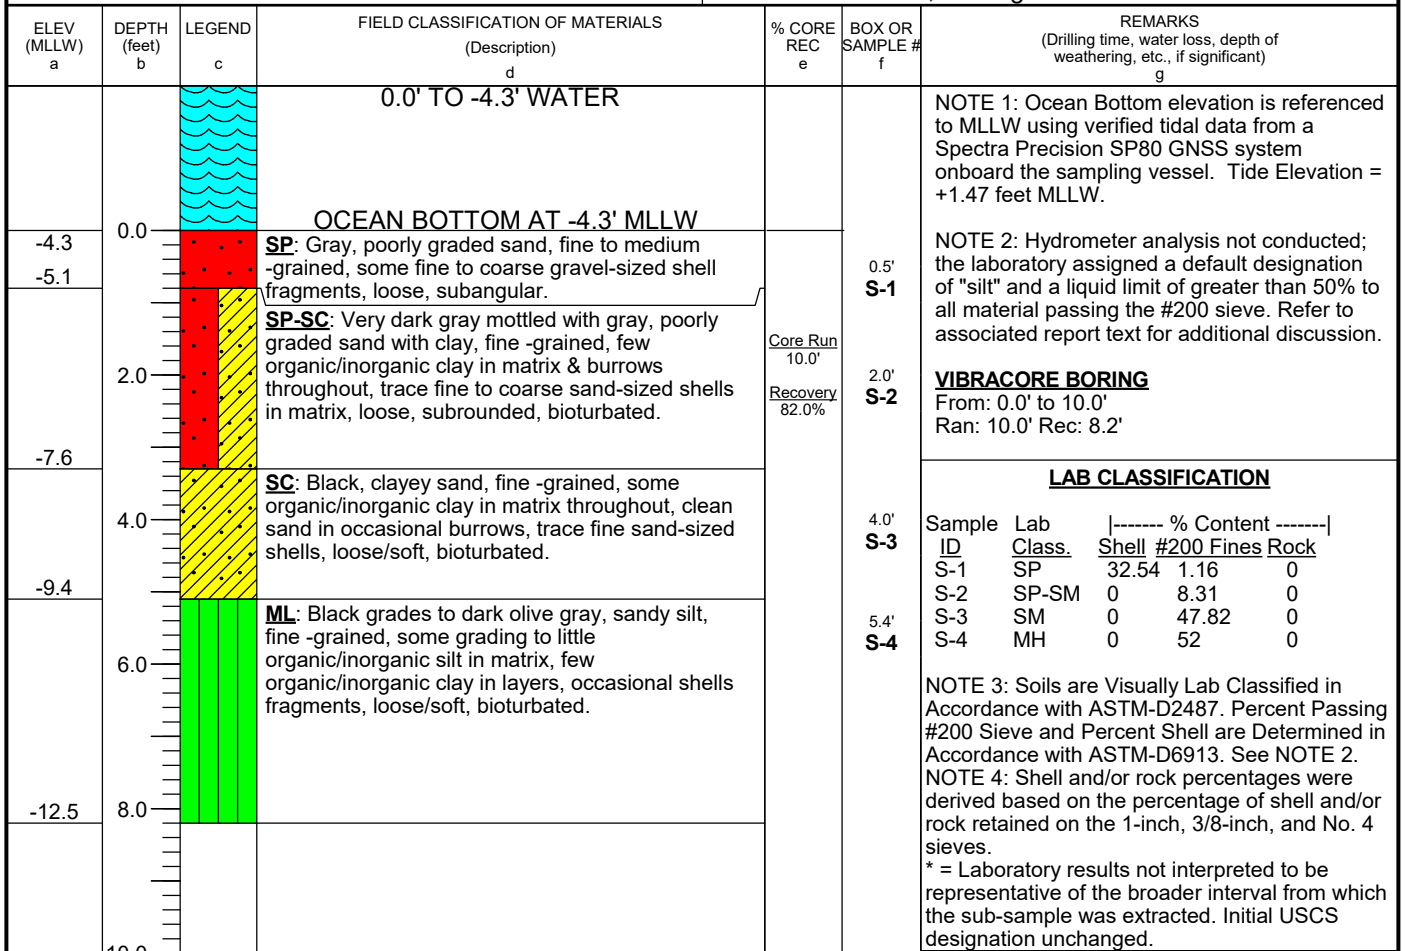 ELEV
(MLLW)
a
DEPTH
(feet)
b
LEGEND
c
FIELD CLASSIFICATION OF MATERIALS
(Description)
d
% CORE
REC
e
BOX OR
SAMPLE #
f
REMARKS
(Drilling time, water loss, depth of
weathering, etc., if significant)
g
0.0' TO -4.3' WATER
OCEAN BOTTOM AT -4.3' MLLW
0.0
-4.3
-5.1
SP: Gray, poorly graded sand, fine to medium
-grained, some fine to coarse gravel-sized shell
fragments, loose, subangular.
SP-SC: Very dark gray mottled with gray, poorly
graded sand with clay, fine -grained, few
organic/inorganic clay in matrix & burrows
throughout, trace fine to coarse sand-sized shells
in matrix, loose, subrounded, bioturbated.
2.0
-7.6
SC: Black, clayey sand, fine -grained, some
organic/inorganic clay in matrix throughout, clean
sand in occasional burrows, trace fine sand-sized
shells, loose/soft, bioturbated.
4.0
-9.4
ML: Black grades to dark olive gray, sandy silt,
fine -grained, some grading to little
organic/inorganic silt in matrix, few
organic/inorganic clay in layers, occasional shells
fragments, loose/soft, bioturbated.
6.0
8.0
-12.5
Core Run
10.0'
Recovery
82.0%
0.5'
S-1
2.0'
S-2
4.0'
S-3
5.4'
S-4
NOTE 1: Ocean Bottom elevation is referenced
to MLLW using verified tidal data from a
Spectra Precision SP80 GNSS system
onboard the sampling vessel. Tide Elevation =
+1.47 feet MLLW.
NOTE 2: Hydrometer analysis not conducted;
the laboratory assigned a default designation
of "silt" and a liquid limit of greater than 50% to
all material passing the #200 sieve. Refer to
associated report text for additional discussion.
VIBRACORE BORING
From: 0.0' to 10.0'
Ran: 10.0' Rec: 8.2'
LAB CLASSIFICATION
Sample Lab |------- % Content -------|
ID Class. Shell #200 Fines Rock
S-1 SP 32.54 1.16 0
S-2 SP-SM 0 8.31 0
S-3 SM 0 47.82 0
S-4 MH 0 52 0
NOTE 3: Soils are Visually Lab Classified in
Accordance with ASTM-D2487. Percent Passing
#200 Sieve and Percent Shell are Determined in
Accordance with ASTM-D6913. See NOTE 2.
NOTE 4: Shell and/or rock percentages were
derived based on the percentage of shell and/or
rock retained on the 1-inch, 3/8-inch, and No. 4
sieves.
* = Laboratory results not interpreted to be
representative of the broader interval from which
the sub-sample was extracted. Initial USCS
designation unchanged.